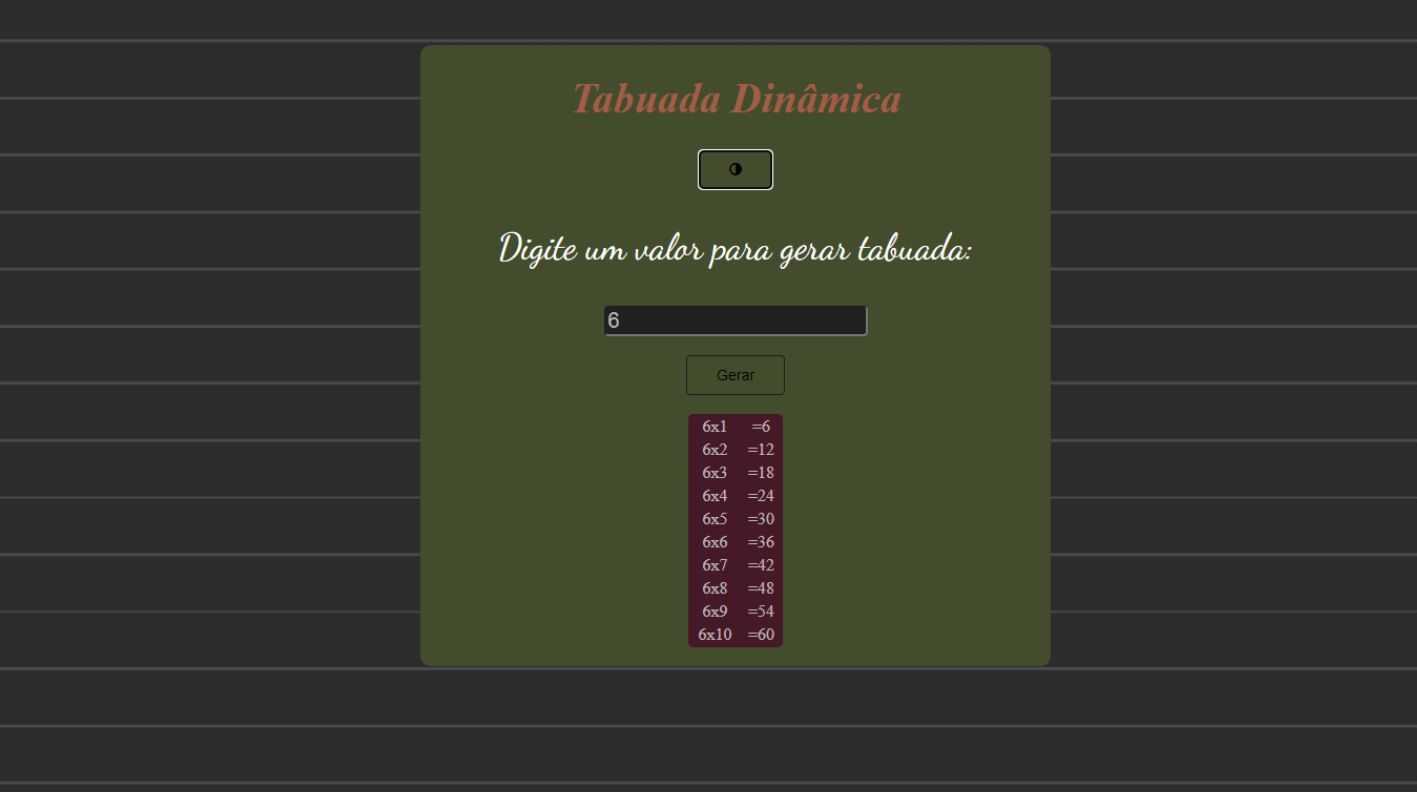 Tabuada Dinâmica
Digite um valor para gerar tabuada:
6
Gerar
6x1 =6
6x2 =12
6x3 =18
6x4 =24
6x5 =30
6x6 =36
6x7 =42
6x8 =48
6x9 =54
6x10 =60